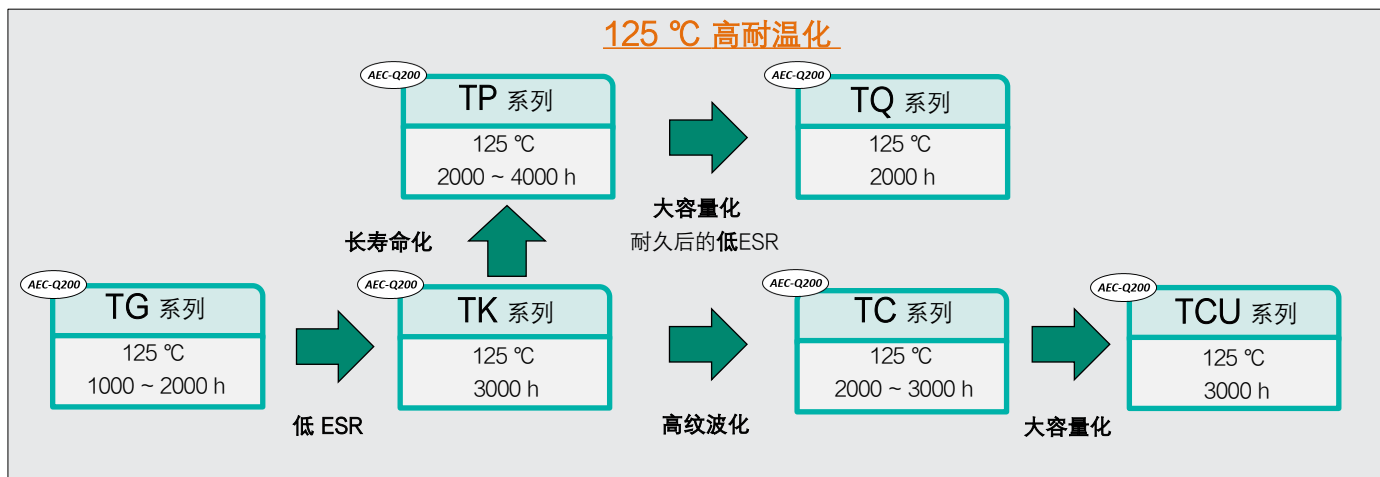 125 ℃ 高耐温化
AEC-Q200
TP 系列
125 ℃
2000 ~ 4000 h
AEC-Q200
TQ 系列
125 ℃
2000 h
大容量化
耐久后的低ESR
长寿命化
AEC-Q200
TG 系列
125 ℃
1000 ~ 2000 h
低 ESR
AEC-Q200
TK 系列
125 ℃
3000 h
高纹波化
AEC-Q200
TC 系列
125 ℃
2000 ~ 3000 h
大容量化
AEC-Q200
TCU 系列
125 ℃
3000 h